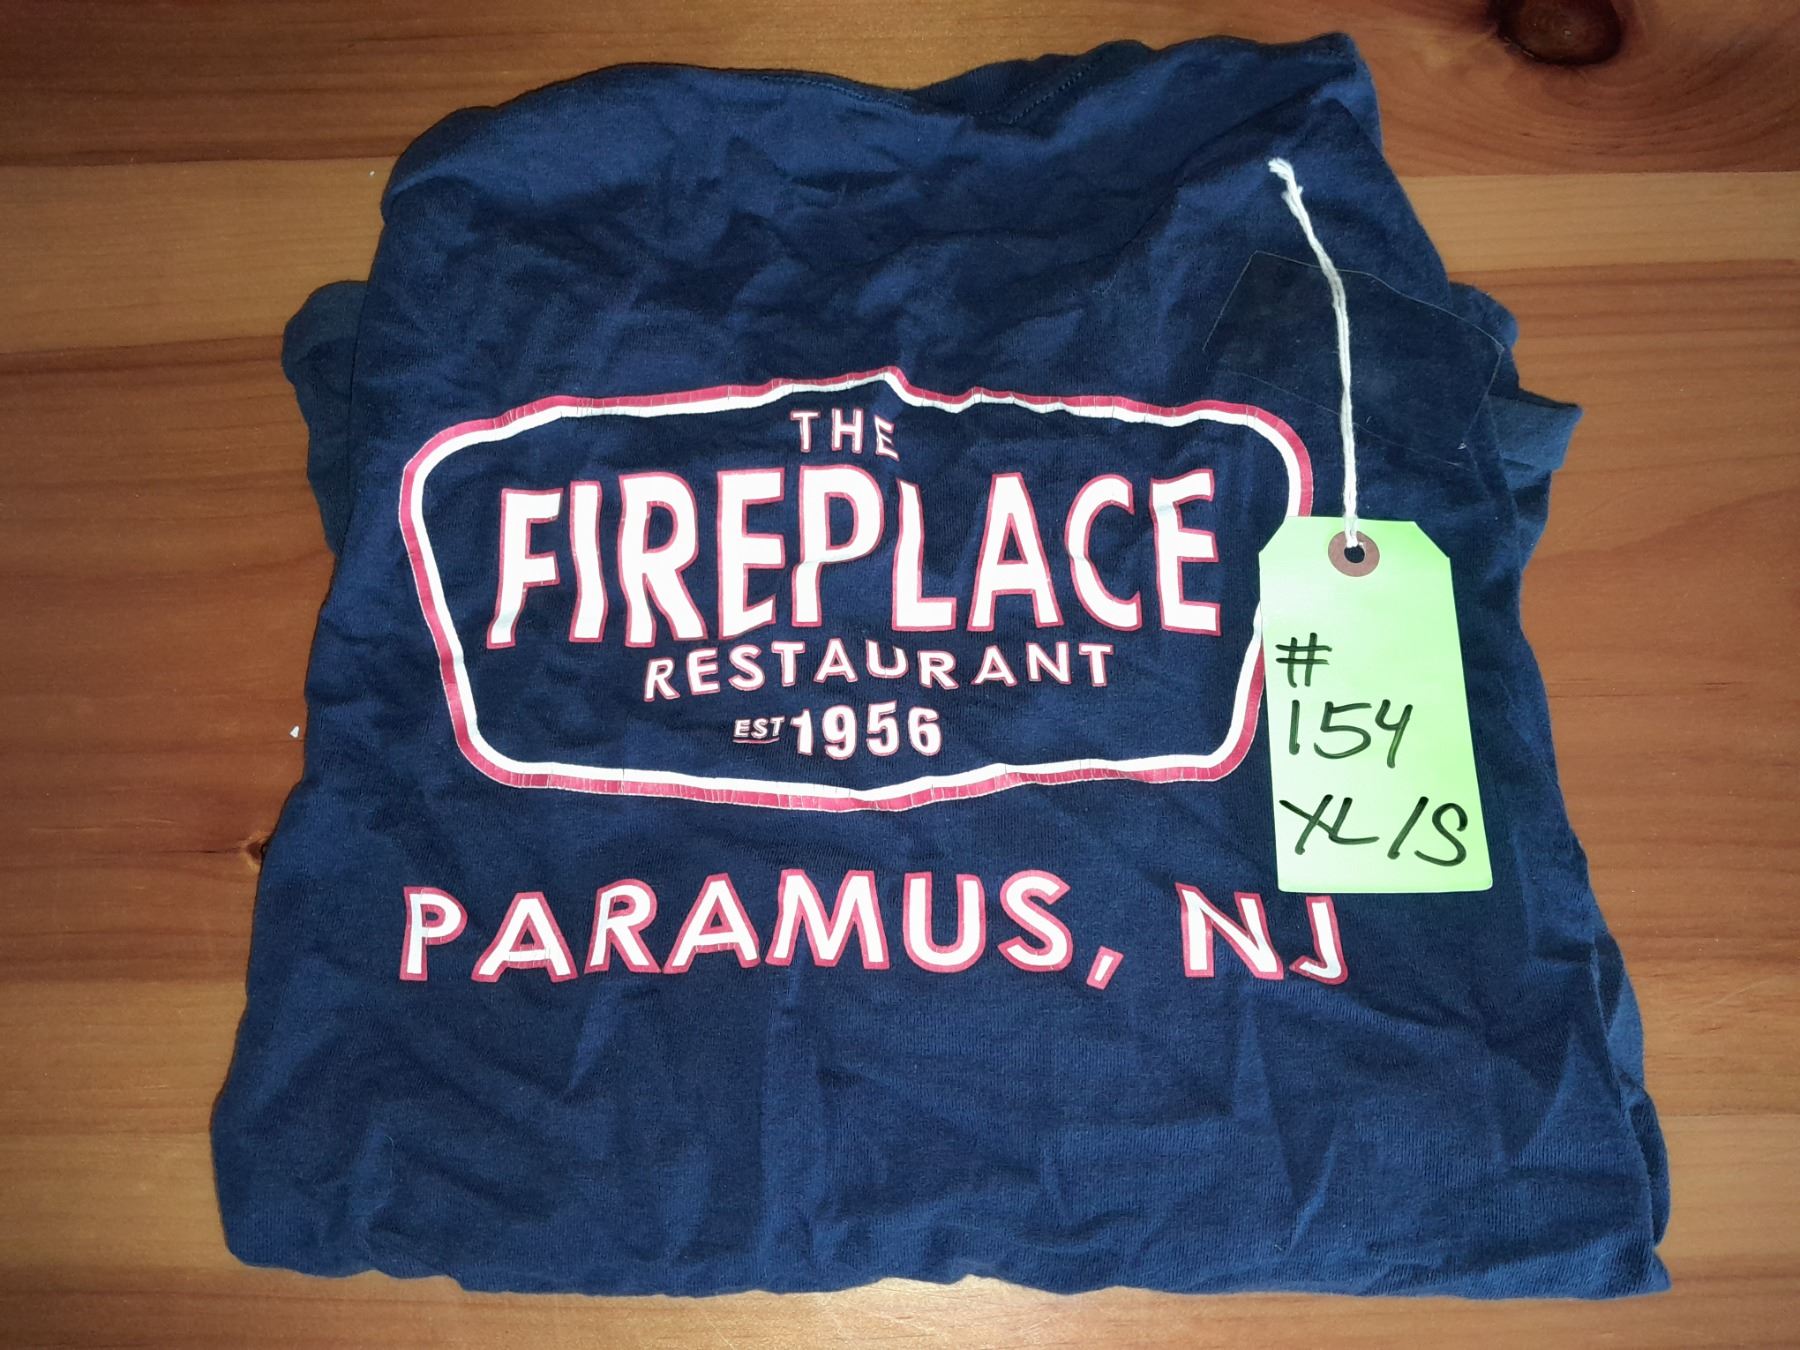 THE
FIREPLACE
RESTAURANT
EST 1956
PARAMUS, NJ
#
154
XL/S